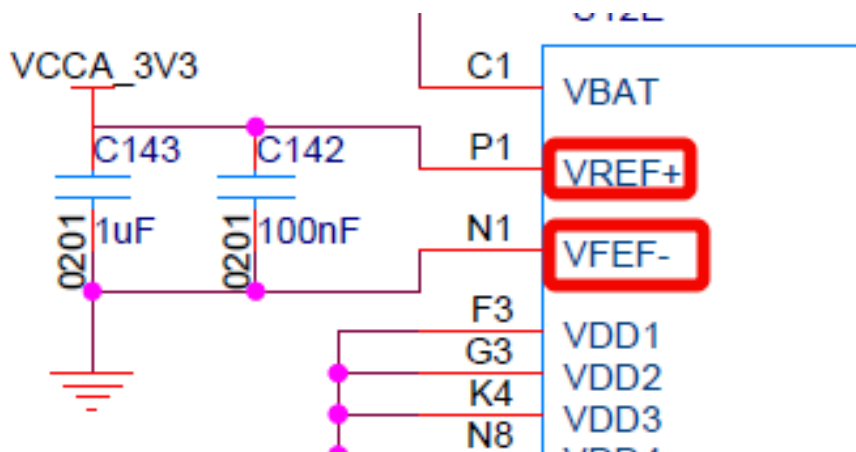 U12E
VCCA_3V3
C1
VBAT
C143
C142
P1
VREF+
0201
1uF
0201
100nF
N1
VFEF-
F3
VDD1
G3
VDD2
K4
VDD3
N8